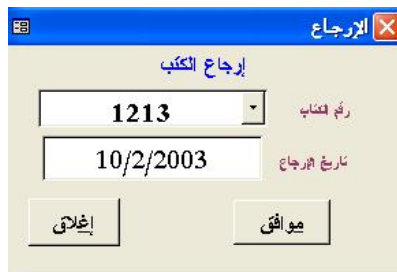 الإرجاع
إرجاع الكتب
رقم الكتاب 1213
تاريخ الإرجاع 10/2/2003
موافق إغلاق